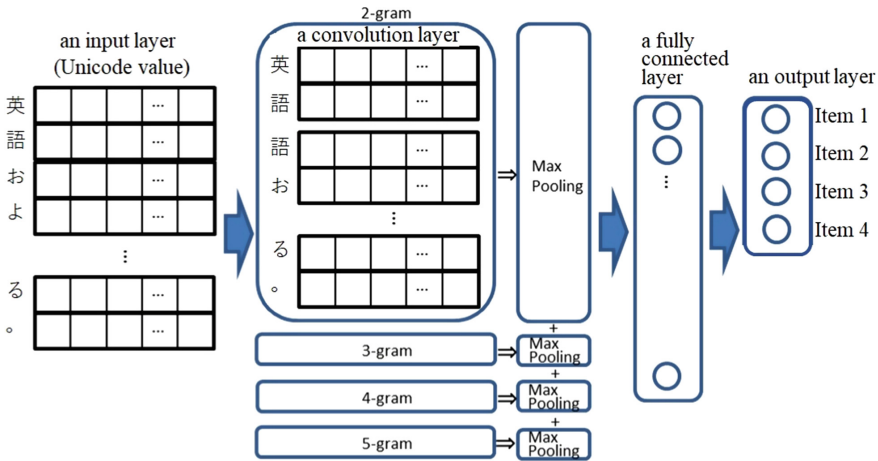 an input layer
(Unicode value)
英
語
お
よ
...
る
。
2-gram
a convolution layer
英
語
語
お
...
る
。
3-gram
4-gram
5-gram
⇒
Max
Pooling
+
⇒
Max
Pooling
+
⇒
Max
Pooling
+
⇒
Max
Pooling
a fully
connected
layer
...
an output layer
Item 1
Item 2
Item 3
Item 4